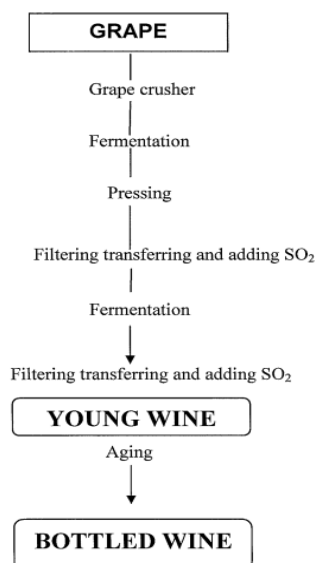 GRAPE
Grape crusher
Fermentation
Pressing
Filtering transferring and adding SO₂
Fermentation
Filtering transferring and adding SO₂
YOUNG WINE
Aging
BOTTLED WINE